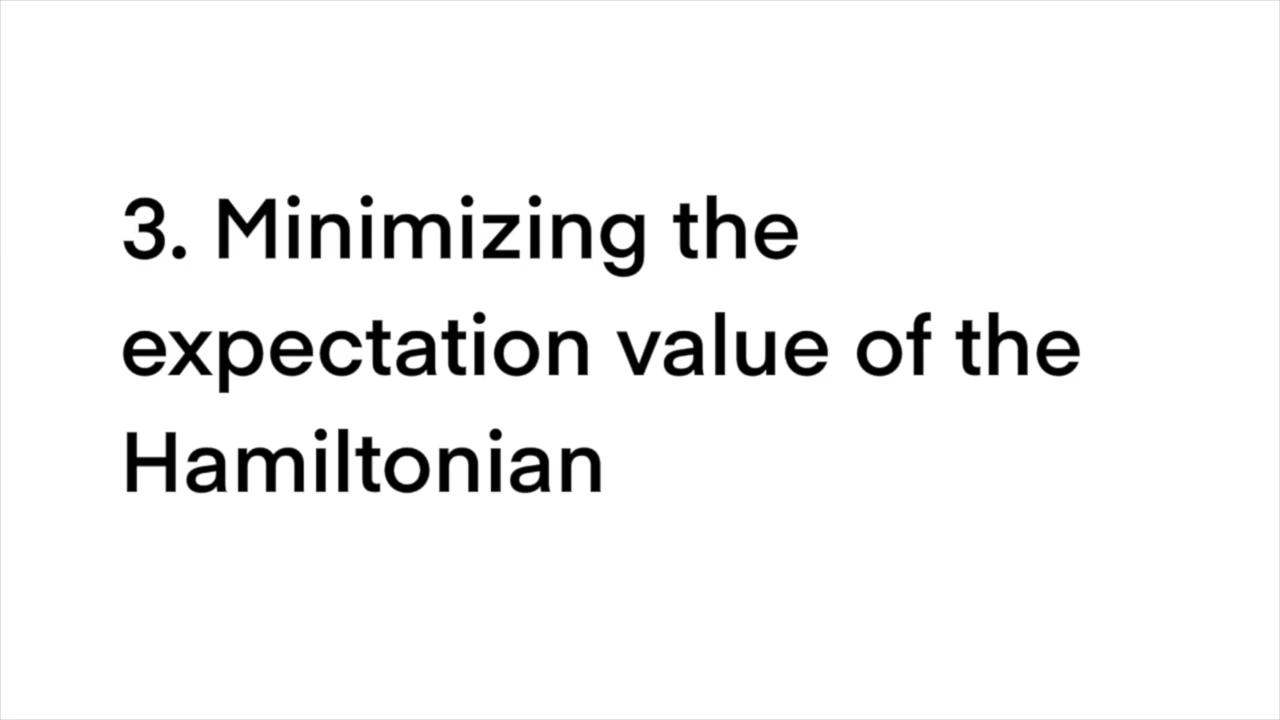 3. Minimizing the
expectation value of the
Hamiltonian